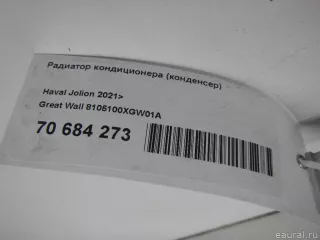 Радиатор кондиционера (конденсер)
Haval Jolion 2021>
Great Wall 8105100XGW01A
70 684 273
eaural.ru